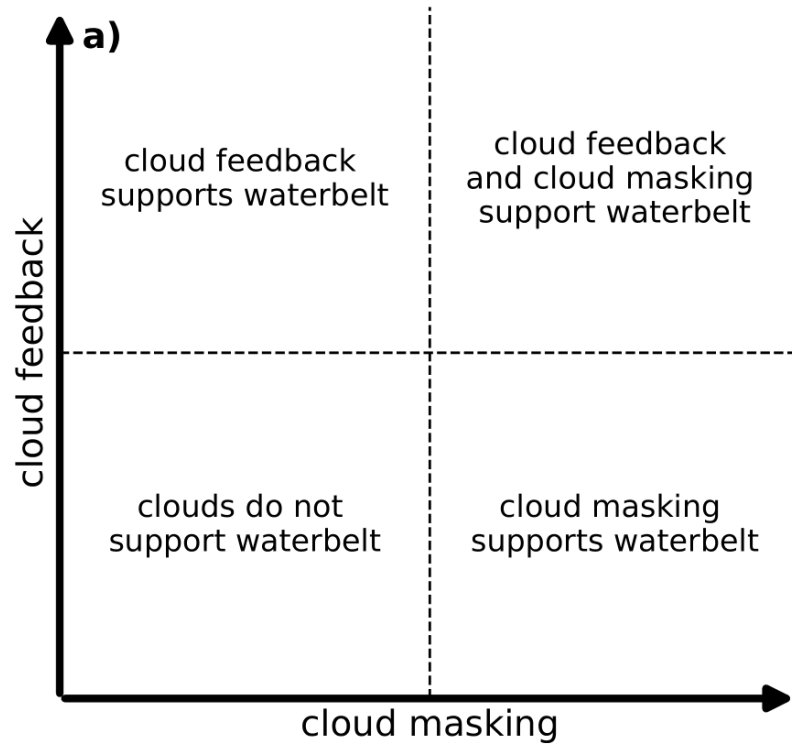 a)
cloud feedback
supports waterbelt
cloud feedback
and cloud masking
support waterbelt
cloud feedback
clouds do not
support waterbelt
cloud masking
supports waterbelt
cloud masking